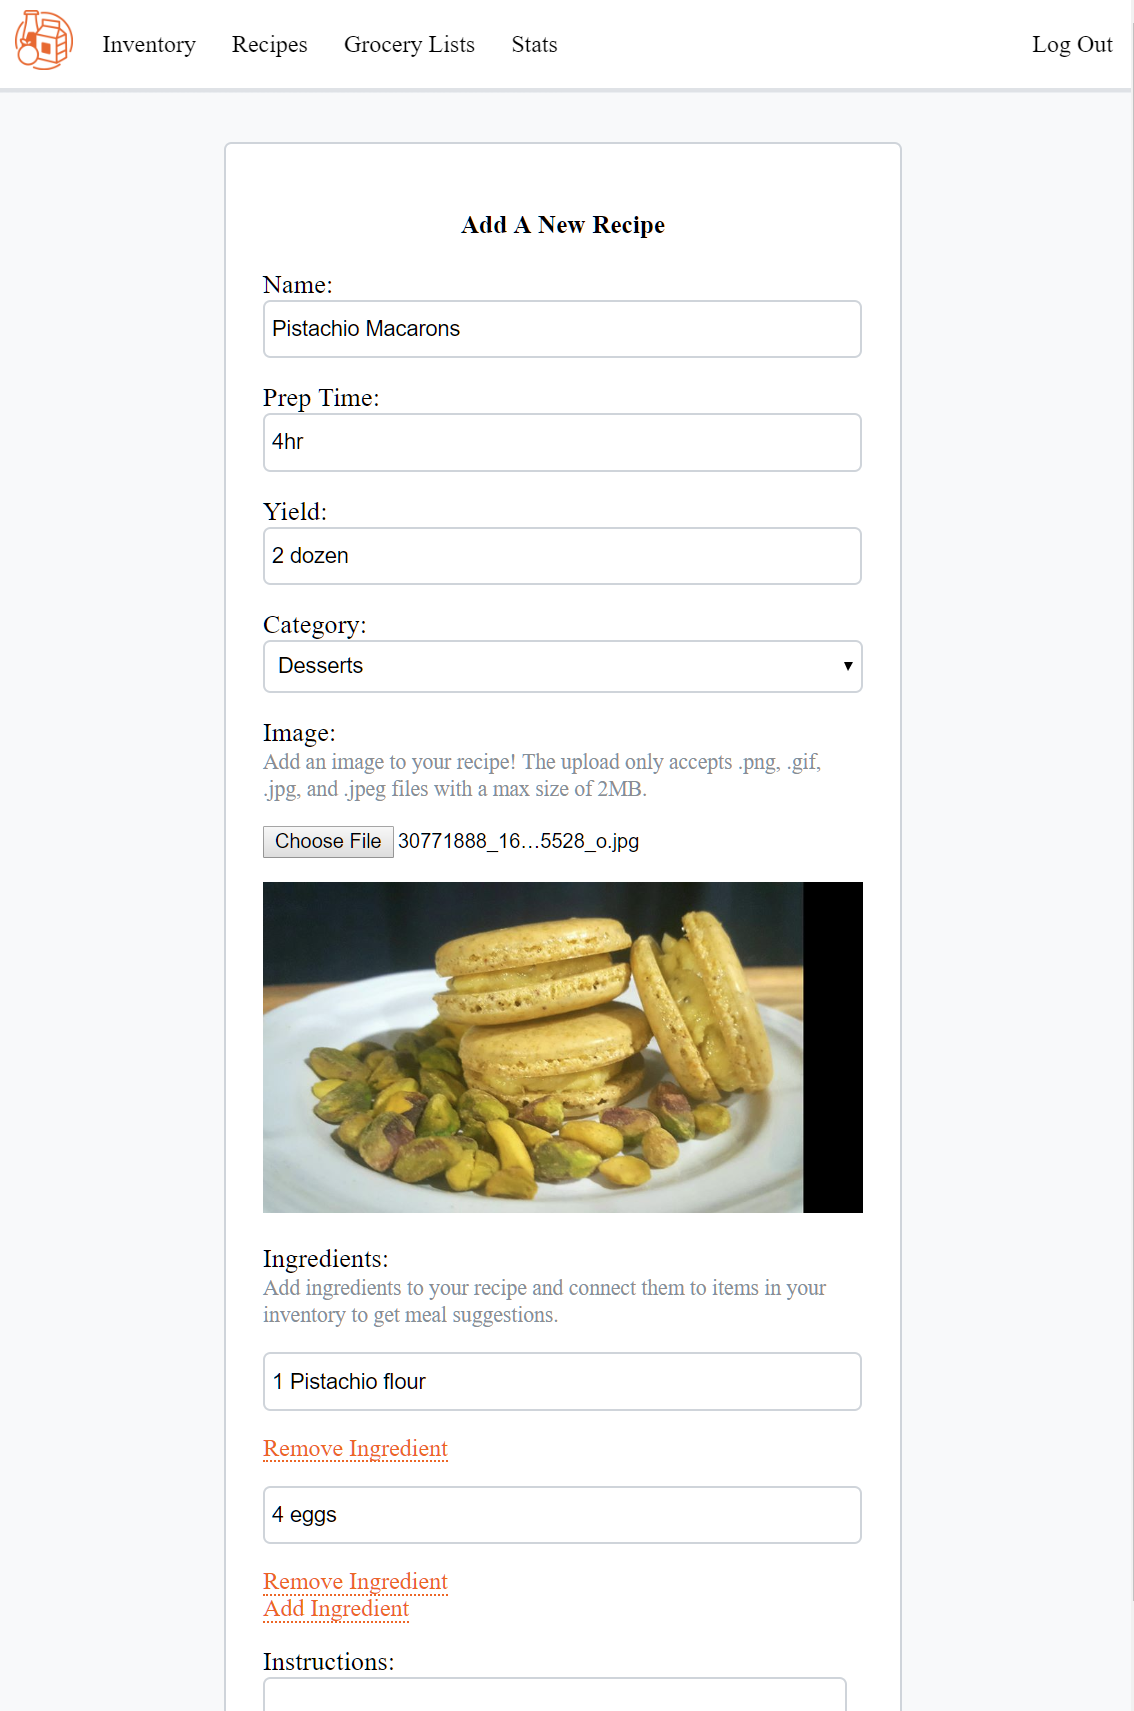 Inventory Recipes Grocery Lists Stats Log Out
Add A New Recipe
Name:
Pistachio Macarons
Prep Time:
4hr
Yield:
2 dozen
Category:
Desserts
Image:
Add an image to your recipe! The upload only accepts .png, .gif,
.jpg, and .jpeg files with a max size of 2MB.
Choose File 30771888_16...5528_o.jpg
Ingredients:
Add ingredients to your recipe and connect them to items in your
inventory to get meal suggestions.
1 Pistachio flour
Remove Ingredient
4 eggs
Remove Ingredient
Add Ingredient
Instructions: